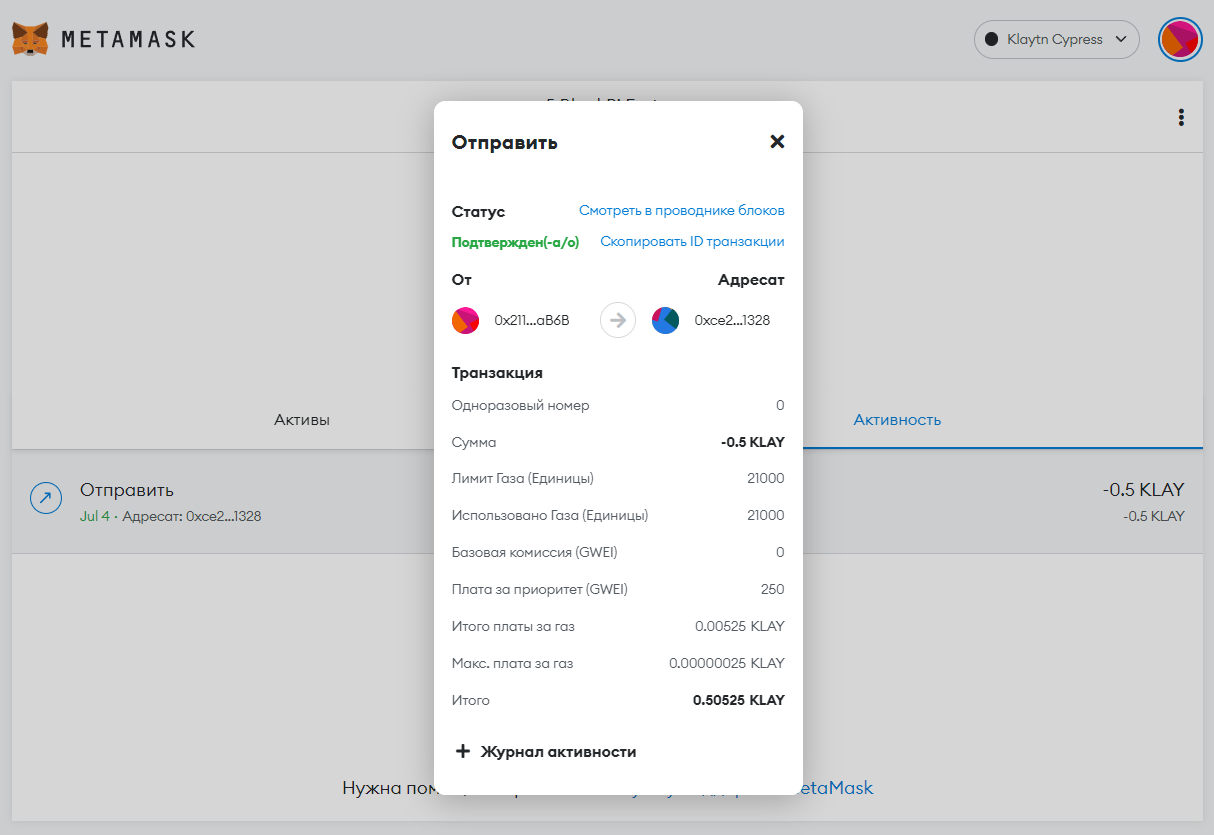 METAMASK
Klaytn Cypress
Отправить
Статус
Смотреть в проводнике блоков
Подтвержден(-а/о)
Скопировать ID транзакции
От
Адресат
0x211...aB6B
0xce2...1328
Транзакция
Одноразовый номер
0
Сумма
-0.5 KLAY
Лимит Газа (Единицы)
21000
Использовано Газа (Единицы)
21000
Базовая комиссия (GWEI)
0
Плата за приоритет (GWEI)
250
Итого платы за газ
0.00525 KLAY
Макс. плата за газ
0.00000025 KLAY
Итого
0.50525 KLAY
Журнал активности
Активы
Активность
Отправить
Jul 4 · Адресат: 0xce2...1328
-0.5 KLAY
-0.5 KLAY
Нужна